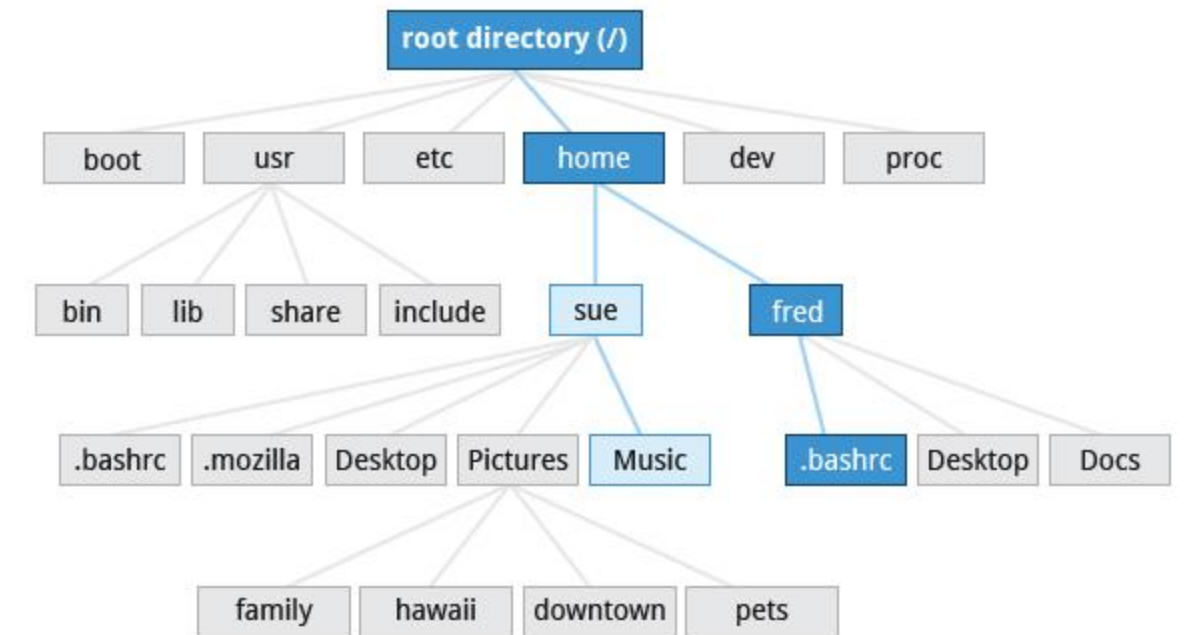 root directory (/)
boot
usr
etc
home
dev
proc
bin
lib
share
include
sue
fred
.bashrc
.mozilla
Desktop
Pictures
Music
.bashrc
Desktop
Docs
family
hawaii
downtown
pets